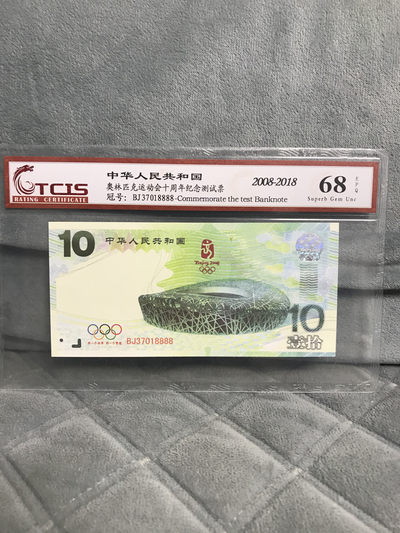 TCIS
RATING CERTIFICATE
中华人民共和国
奥林匹克运动会十周年纪念测试票
冠号：BJ37018888-Commemorate the test Banknote
2008-2018
68
EPQ
Superb Gem Unc
10
中华人民共和国
Beijing 2008
10
壹拾
BJ37018888